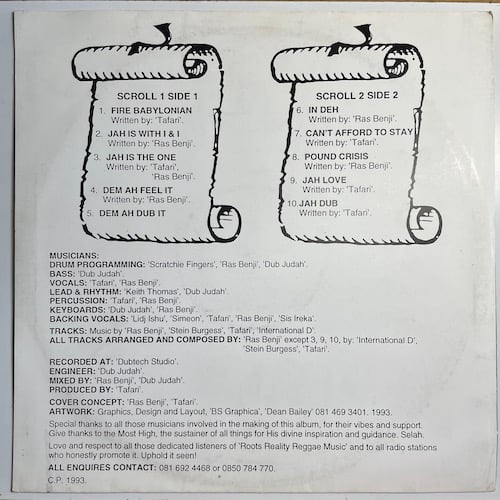 SCROLL 1 SIDE 1
1. FIRE BABYLONIAN
Written by: 'Tafari'.
2. JAH IS WITH I & I
Written by: 'Ras Benji'.
3. JAH IS THE ONE
Written by: 'Tafari',
'Ras Benji'.
4. DEM AH FEEL IT
Written by: 'Ras Benji'.
5. DEM AH DUB IT
SCROLL 2 SIDE 2
6. IN DEH
Written by: 'Ras Benji'.
7. CAN'T AFFORD TO STAY
Written by: 'Ras Benji'.
8. POUND CRISIS
Written by: 'Ras Benji'.
9. JAH LOVE
Written by: 'Tafari'.
10. JAH DUB
Written by: 'Tafari'.
MUSICIANS:
DRUM PROGRAMMING: 'Scratchie Fingers', 'Ras Benji', 'Dub Judah'.
BASS: 'Dub Judah'.
VOCALS: 'Tafari', 'Ras Benji'.
LEAD & RHYTHM: 'Keith Thomas', 'Dub Judah'.
PERCUSSION: 'Tafari', 'Ras Benji'.
KEYBOARDS: 'Dub Judah', 'Ras Benji'.
BACKING VOCALS: 'Lidj Ishu', 'Simeon', 'Tafari', 'Ras Benji', 'Sis Ireka'.
TRACKS: Music by 'Ras Benji', 'Stein Burgess', 'Tafari', 'International D'.
ALL TRACKS ARRANGED AND COMPOSED BY: 'Ras Benji' except 3, 9, 10, by: 'International D',
'Stein Burgess', 'Tafari'.
RECORDED AT: 'Dubtech Studio'.
ENGINEER: 'Dub Judah'.
MIXED BY: 'Ras Benji', 'Dub Judah'.
PRODUCED BY: 'Tafari'.
COVER CONCEPT: 'Ras Benji', 'Tafari'.
ARTWORK: Graphics, Design and Layout, 'BS Graphica', 'Dean Bailey' 081 469 3401. 1993.
Special thanks to all those musicians involved in the making of this album, for their vibes and support.
Give thanks to the Most High, the sustainer of all things for His divine inspiration and guidance. Selah.
Love and respect to all those dedicated listeners of 'Roots Reality Reggae Music' and to all radio stations
who honestly promote it. Uphold it seen!
ALL ENQUIRES CONTACT: 081 692 4468 or 0850 784 770.
C.P. 1993.